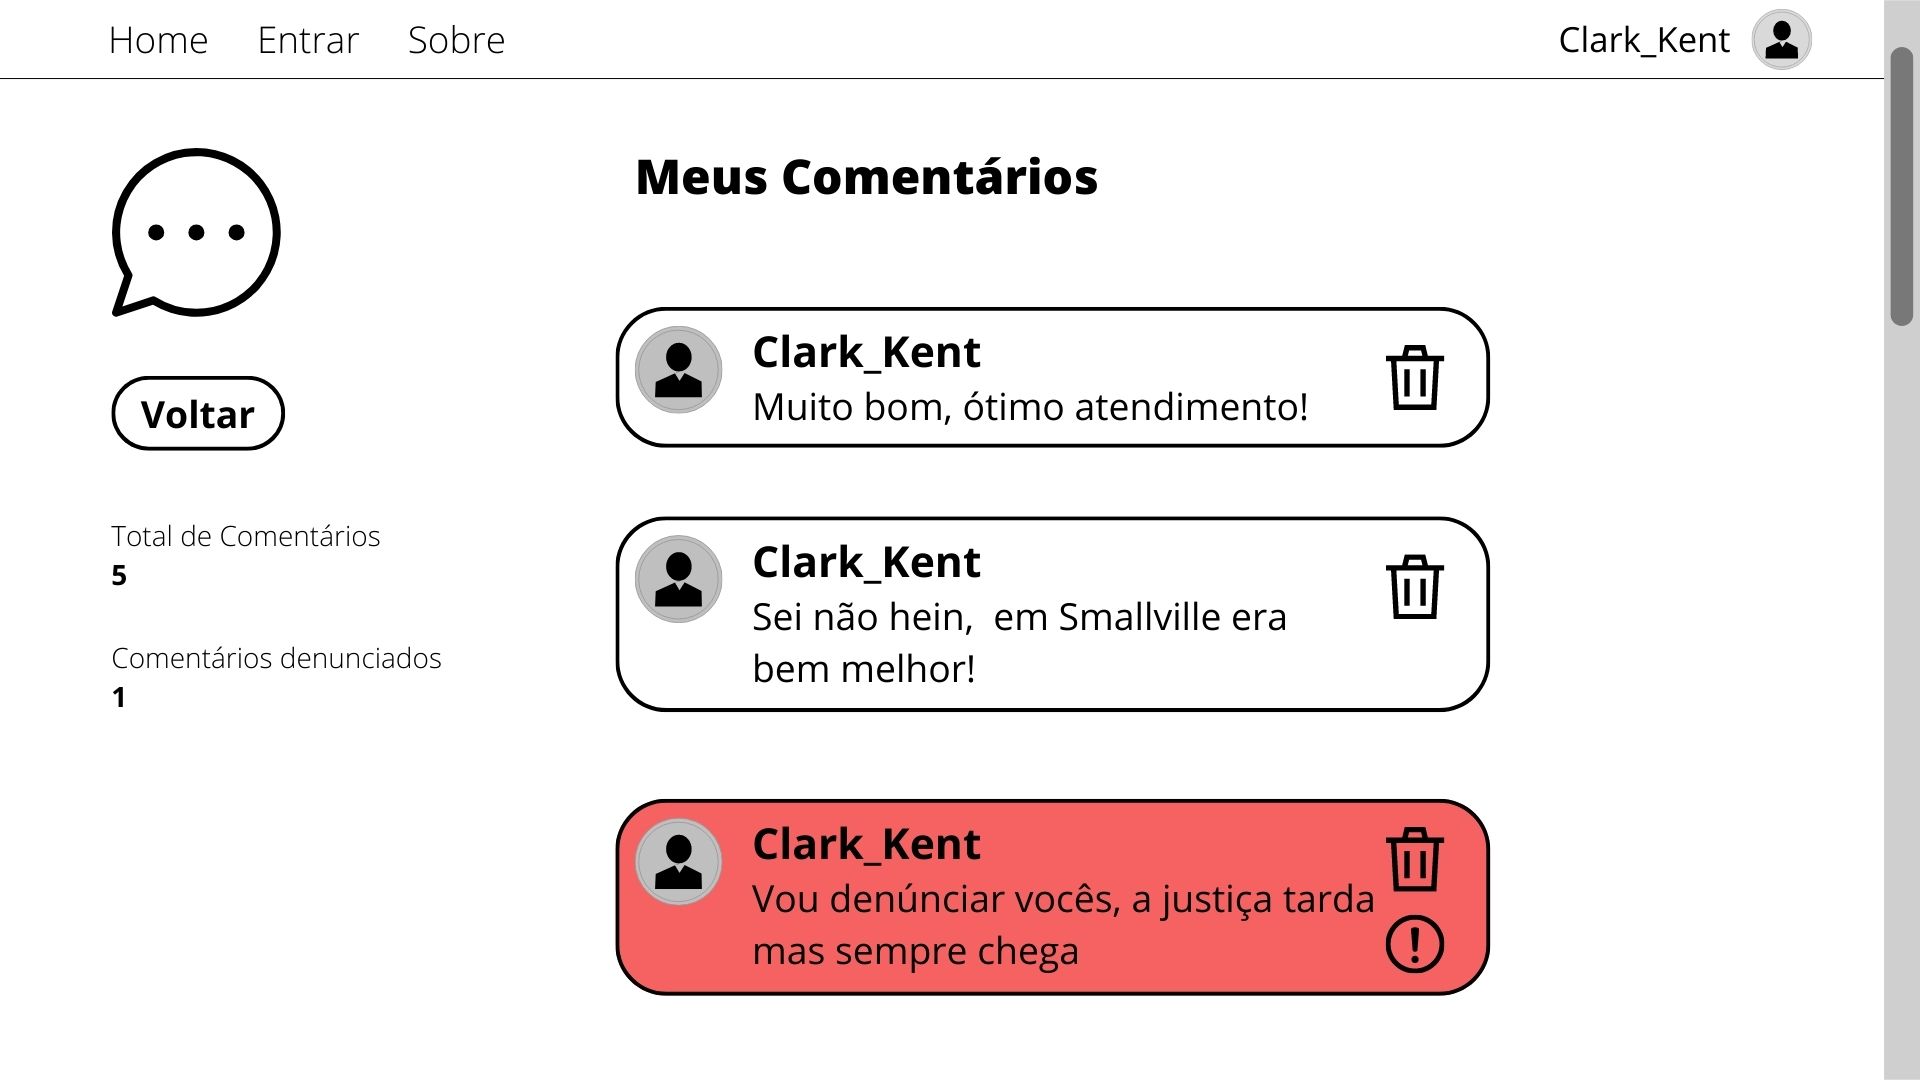 Home Entrar Sobre Clark_Kent
Meus Comentários
Voltar
Total de Comentários
5
Comentários denunciados
1
Clark_Kent
Muito bom, ótimo atendimento!
Clark_Kent
Sei não hein,  em Smallville era
bem melhor!
Clark_Kent
Vou denúnciar vocês, a justiça tarda
mas sempre chega